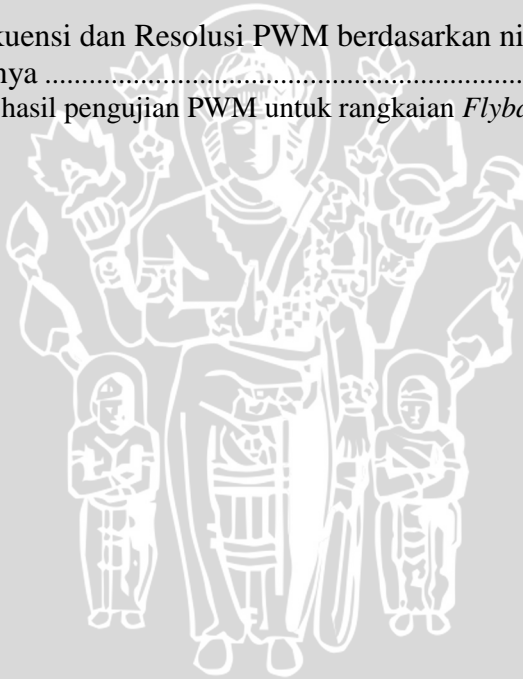 kuensi dan Resolusi PWM berdasarkan ni
nya ..........................................................................
hasil pengujian PWM untuk rangkaian Flyba